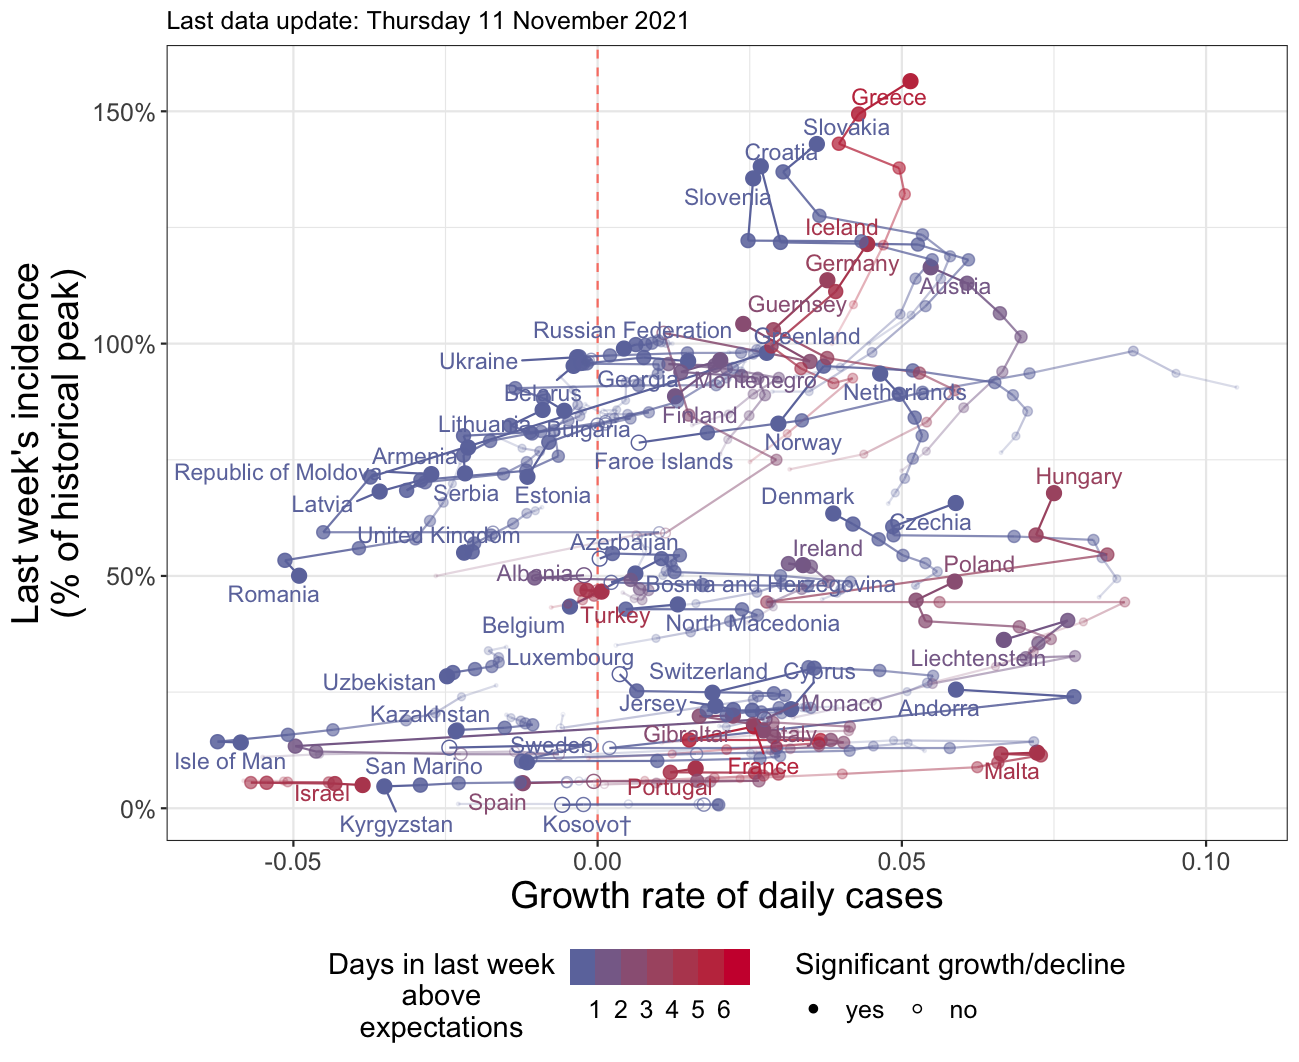 Last data update: Thursday 11 November 2021
Last week's incidence
(% of historical peak)
150%
100%
50%
0%
Greece
Slovakia
Croatia
Slovenia
Iceland
Germany
Austria
Guernsey
Russian Federation
Greenland
Ukraine
Georgia
Montenegro
Belarus
Netherlands
Finland
Lithuania
Bulgaria
Norway
Armenia
Faroe Islands
Republic of Moldova
Hungary
Serbia
Estonia
Denmark
Latvia
Czechia
United Kingdom
Azerbaijan
Ireland
Poland
Albania
Bosnia and Herzegovina
Romania
Turkey
North Macedonia
Belgium
Luxembourg
Liechtenstein
Switzerland
Cyprus
Uzbekistan
Jersey
Monaco
Andorra
Kazakhstan
Gibraltar
Italy
Sweden
Isle of Man
San Marino
France
Malta
Israel
Spain
Portugal
Kyrgyzstan
Kosovo†
-0.05
0.00
0.05
0.10
Growth rate of daily cases
Days in last week
above
expectations
1 2 3 4 5 6
Significant growth/decline
yes
no